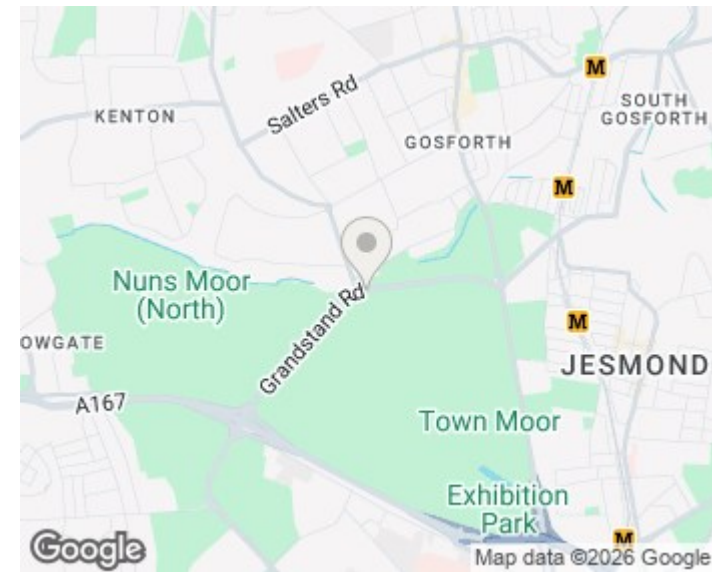 M
Salters Rd
KENTON
SOUTH
GOSFORTH
GOSFORTH
M
Nuns Moor
(North)
Grandstand Rd
M
OWGATE
JESMOND
A167
Town Moor
Exhibition
Park
M
Google
Map data ©2026 Google